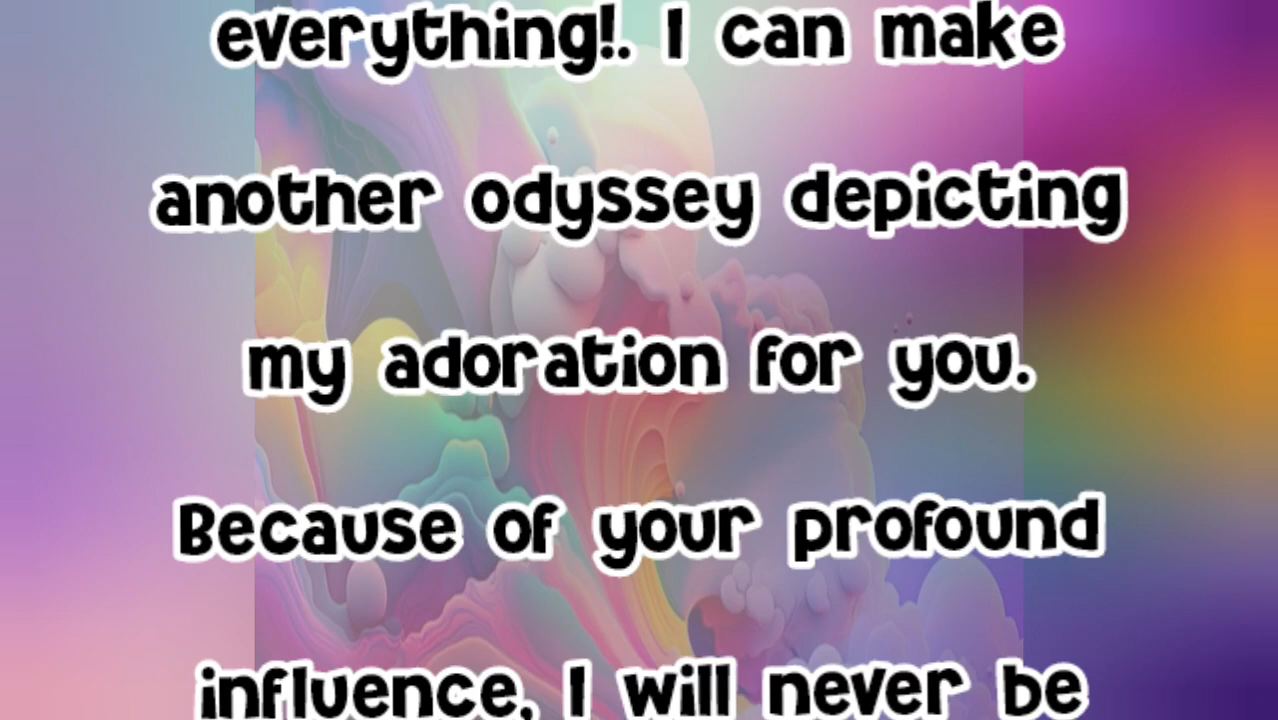 everything!. I can make
another odyssey depicting
my adoration for you.
Because of your profound
influence, I will never be